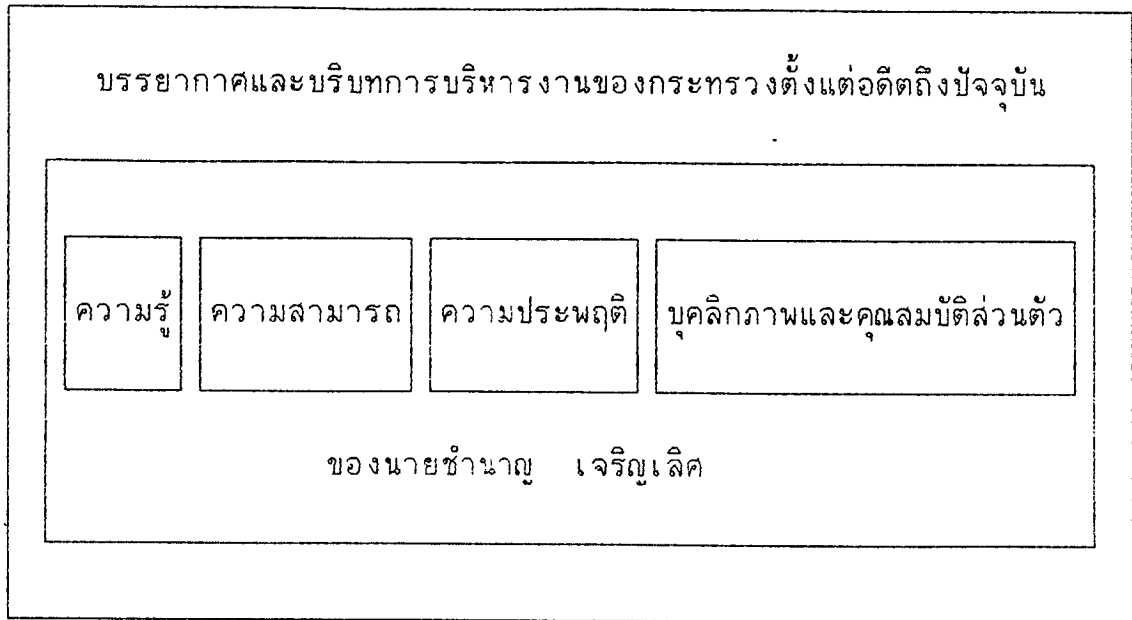 บรรยากาศและบริบทการบริหารงานของกระทรวงตั้งแต่อดีตถึงปัจจุบัน
ความรู้ ความสามารถ ความประพฤติ บุคลิกภาพและคุณสมบัติส่วนตัว
ของนายชำนาญ เจริญเลิศ